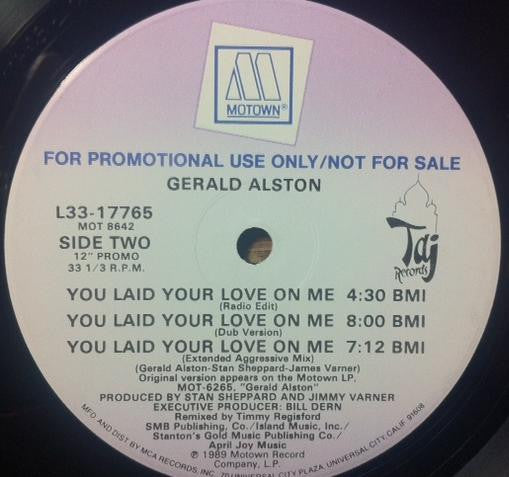 MOTOWN®
FOR PROMOTIONAL USE ONLY/NOT FOR SALE
GERALD ALSTON
L33-17765
MOT 8642
SIDE TWO
12" PROMO
33 1/3 R.P.M.
Taj
Records
YOU LAID YOUR LOVE ON ME 4:30 BMI
(Radio Edit)
YOU LAID YOUR LOVE ON ME 8:00 BMI
(Dub Version)
YOU LAID YOUR LOVE ON ME 7:12 BMI
(Extended Aggressive Mix)
(Gerald Alston-Stan Sheppard-James Varner)
Original version appears on the Motown LP,
MOT-6265, "Gerald Alston"
PRODUCED BY STAN SHEPPARD AND JIMMY VARNER
EXECUTIVE PRODUCER: BILL DERN
Remixed by Timmy Regisford
SMB Publishing, Co./Island Music, Inc./
Stanton's Gold Music Publishing Co./
April Joy Music
℗ 1989 Motown Record
Company, L.P.
MFD AND DIST BY MCA RECORDS, INC. 70 UNIVERSAL CITY PLAZA, UNIVERSAL CITY, CALIF. 91608